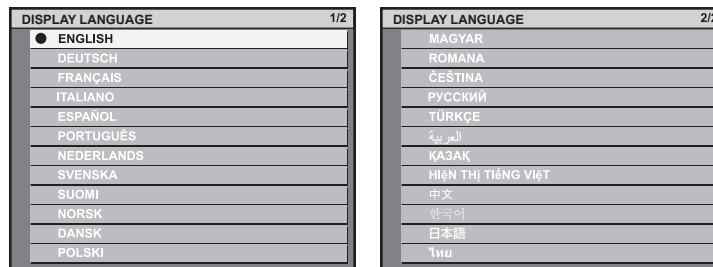 DISPLAY LANGUAGE 1/2
ENGLISH
DEUTSCH
FRANÇAIS
ITALIANO
ESPAÑOL
PORTUGUÊS
NEDERLANDS
SVENSKA
SUOMI
NORSK
DANSK
POLSKI
DISPLAY LANGUAGE 2/2
MAGYAR
ROMANA
ČEŠTINA
РУССКИЙ
TÜRKÇE
العربية
ҚАЗАҚ
HIệN THị TIếNG VIệT
中文
한국어
日本語
ไทย